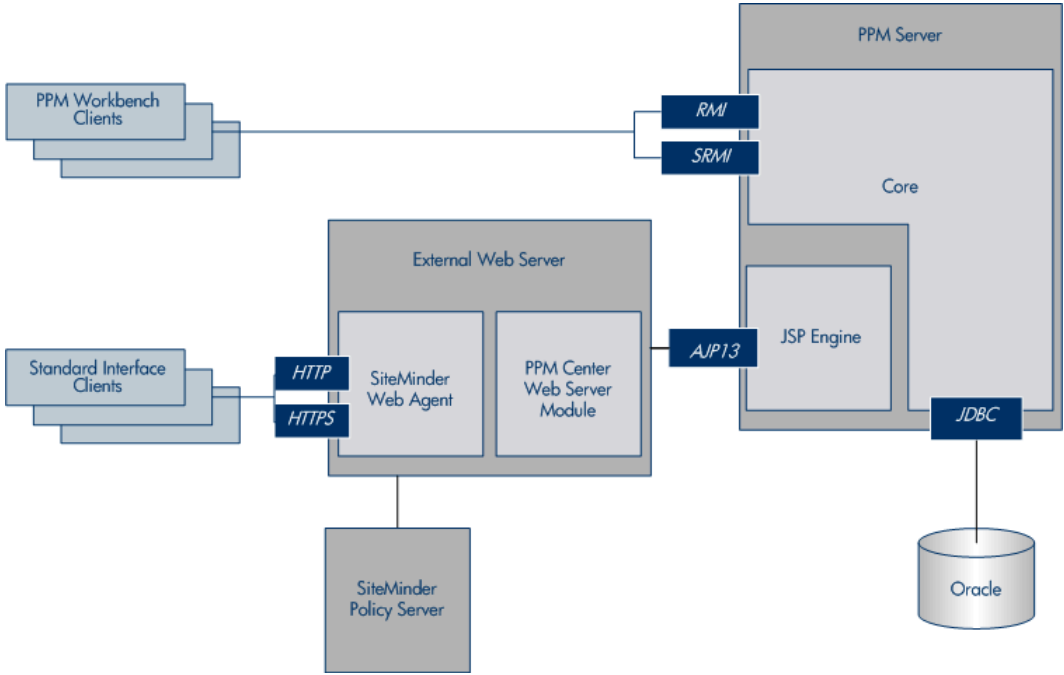 PPM Server
PPM Workbench
Clients
RMI
SRMI
Core
External Web Server
Standard Interface
Clients
HTTP
HTTPS
SiteMinder
Web Agent
PPM Center
Web Server
Module
AJP13
JSP Engine
JDBC
SiteMinder
Policy Server
Oracle